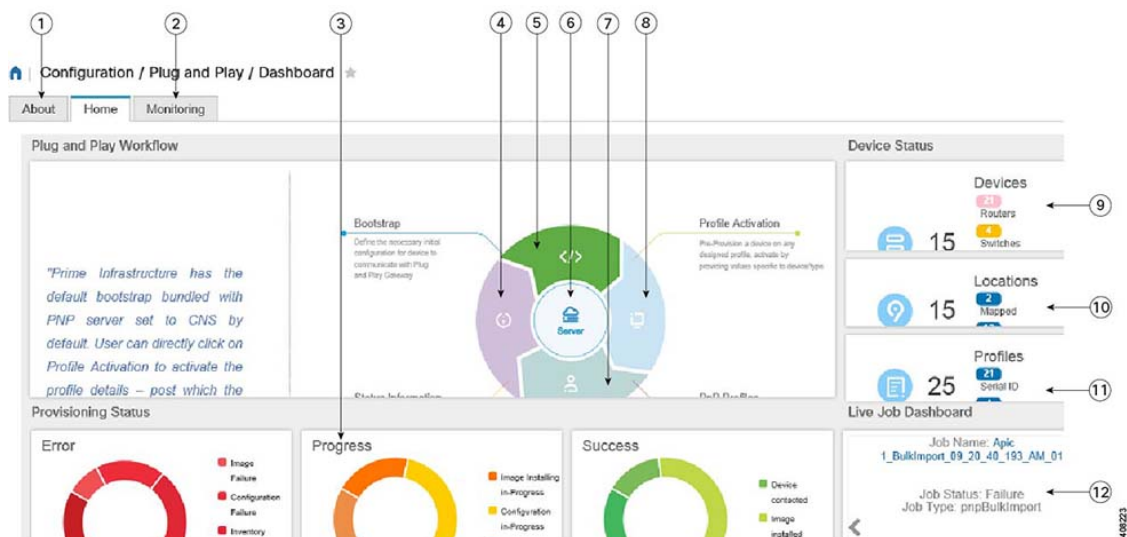 1 2 3 4 5 6 7 8
Configuration / Plug and Play / Dashboard
About Home Monitoring
Plug and Play Workflow
"Prime Infrastructure has the
default bootstrap bundled with
PNP server set to CNS by
default. User can directly click on
Profile Activation to activate the
profile details – post which the
Bootstrap
Define the necessary initial
configuration for device to
communicate with Plug
and Play Gateway
</>
Server
Profile Activation
Pre-Provision a device on any
designed profile, activate by
providing values specific to device type.
Status Information
PnP Profiles
Device Status
Devices
21
Routers
15
4
Switches
9
Locations
2
Mapped
15
10
Profiles
21
Serial ID
25
11
Provisioning Status
Error
Image
Failure
Configuration
Failure
Inventory
Progress
Image Installing
in-Progress
Configuration
in-Progress
Success
Device
contacted
Image
installed
Live Job Dashboard
Job Name: Apic
1_BulkImport_09_20_40_193_AM_01
Job Status: Failure
Job Type: pnpBulkImport
12
408223